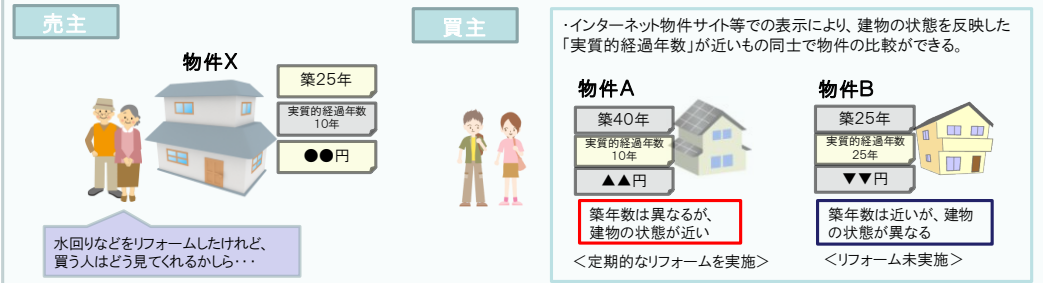 売主
物件X
築25年
実質的経過年数
10年
●●円
水回りなどをリフォームしたけれど、
買う人はどう見てくれるかしら・・・
買主
・インターネット物件サイト等での表示により、建物の状態を反映した
「実質的経過年数」が近いもの同士で物件の比較ができる。
物件A
築40年
実質的経過年数
10年
▲▲円
築年数は異なるが、
建物の状態が近い
＜定期的なリフォームを実施＞
物件B
築25年
実質的経過年数
25年
▼▼円
築年数は近いが、建物
の状態が異なる
＜リフォーム未実施＞